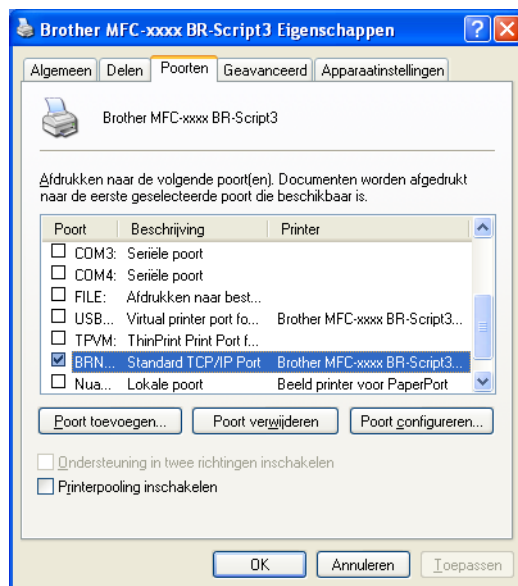 Brother MFC-xxxx BR-Script3 Eigenschappen
Algemeen Delen Poorten Geavanceerd Apparaatinstellingen
Brother MFC-xxxx BR-Script3
Afdrukken naar de volgende poort(en). Documenten worden afgedrukt
naar de eerste geselecteerde poort die beschikbaar is.
Poort Beschrijving Printer
COM3: Seriële poort
COM4: Seriële poort
FILE: Afdrukken naar best...
USB... Virtual printer port fo... Brother MFC-xxxx BR-Script3...
TPVM: ThinPrint Print Port f...
BRN... Standard TCP/IP Port Brother MFC-xxxx BR-Script3...
Nua... Lokale poort Beeld printer voor PaperPort
Poort toevoegen... Poort verwijderen Poort configureren...
Ondersteuning in twee richtingen inschakelen
Printerpooling inschakelen
OK Annuleren Toepassen